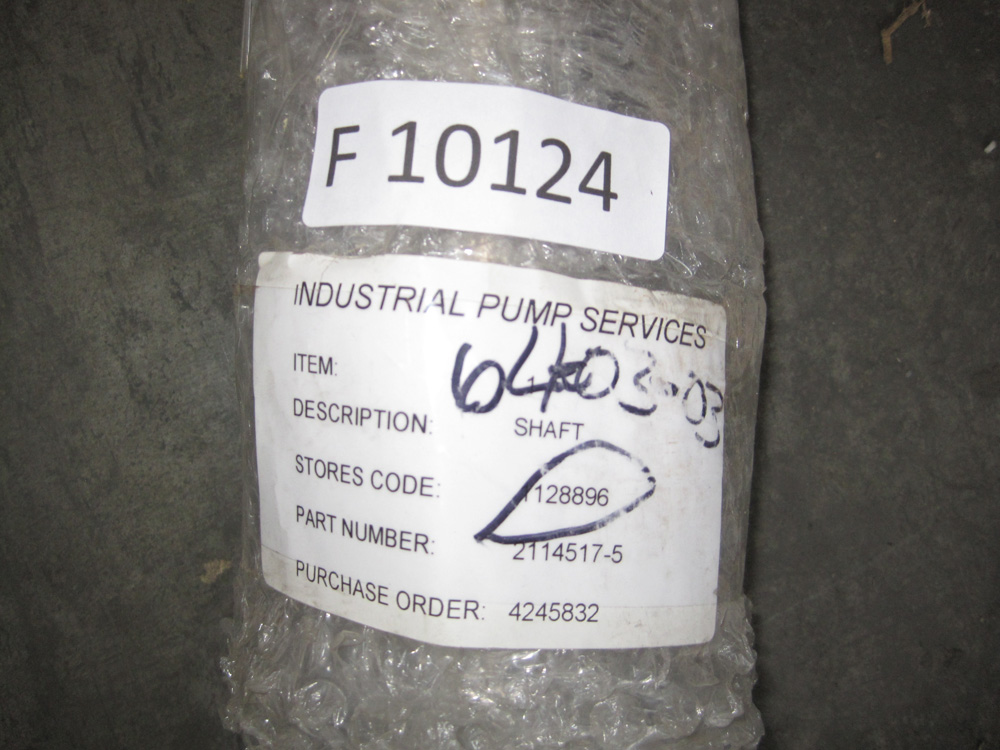 F 10124
INDUSTRIAL PUMP SERVICES
ITEM:
DESCRIPTION: SHAFT
STORES CODE: 1128896
PART NUMBER: 2114517-5
PURCHASE ORDER: 4245832